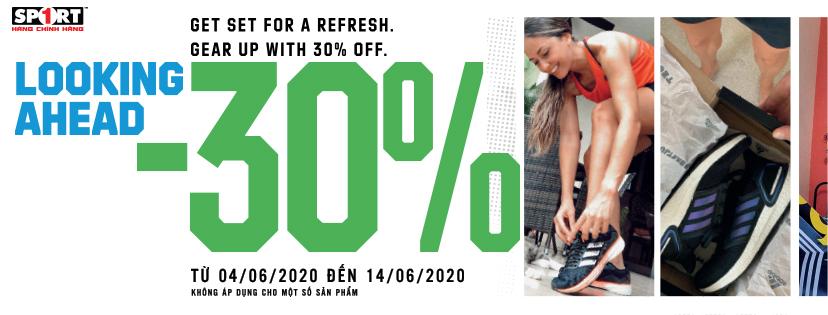 SPORT1
HÀNG CHÍNH HÃNG
GET SET FOR A REFRESH.
GEAR UP WITH 30% OFF.
LOOKING
AHEAD
-30%
TỪ 04/06/2020 ĐẾN 14/06/2020
KHÔNG ÁP DỤNG CHO MỘT SỐ SẢN PHẨM